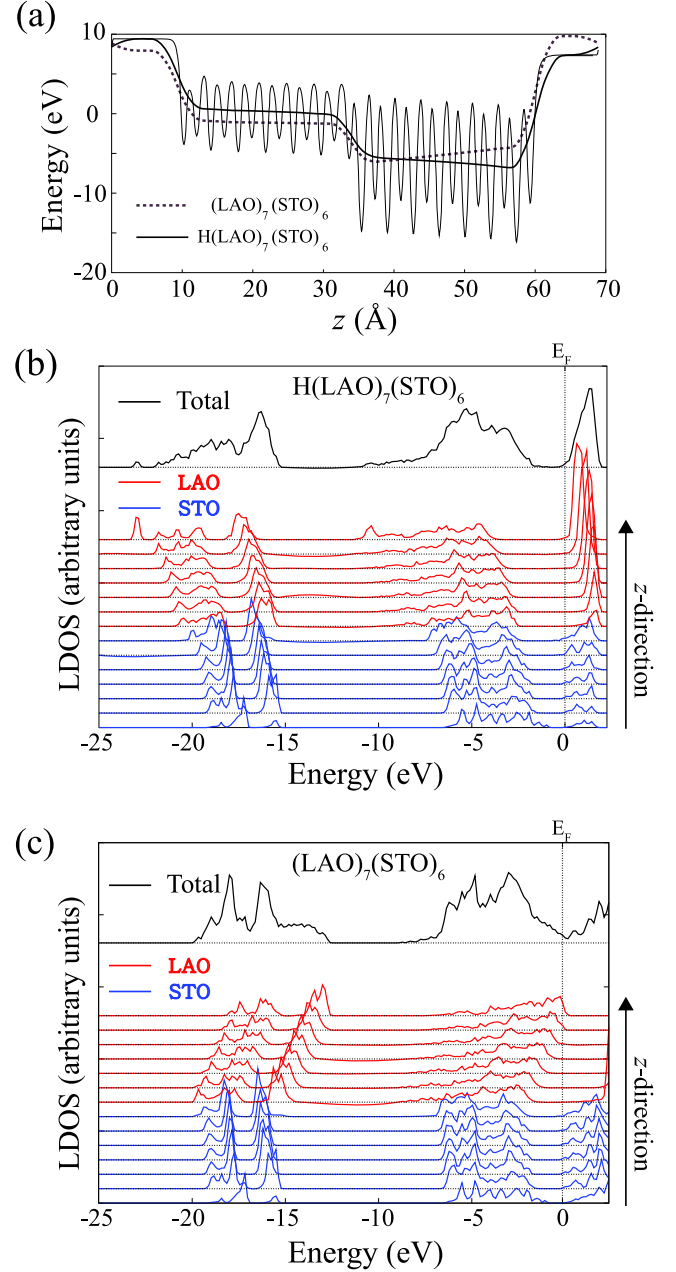 (a)
Energy (eV)
10
0
-10
-20
(LAO)7(STO)6
H(LAO)7(STO)6
0 10 20 30 40 50 60 70
z (Å)
(b)
EF
H(LAO)7(STO)6
Total
LAO
STO
LDOS (arbitrary units)
z-direction
-25 -20 -15 -10 -5 0
Energy (eV)
(c)
EF
(LAO)7(STO)6
Total
LAO
STO
LDOS (arbitrary units)
z-direction
-25 -20 -15 -10 -5 0
Energy (eV)